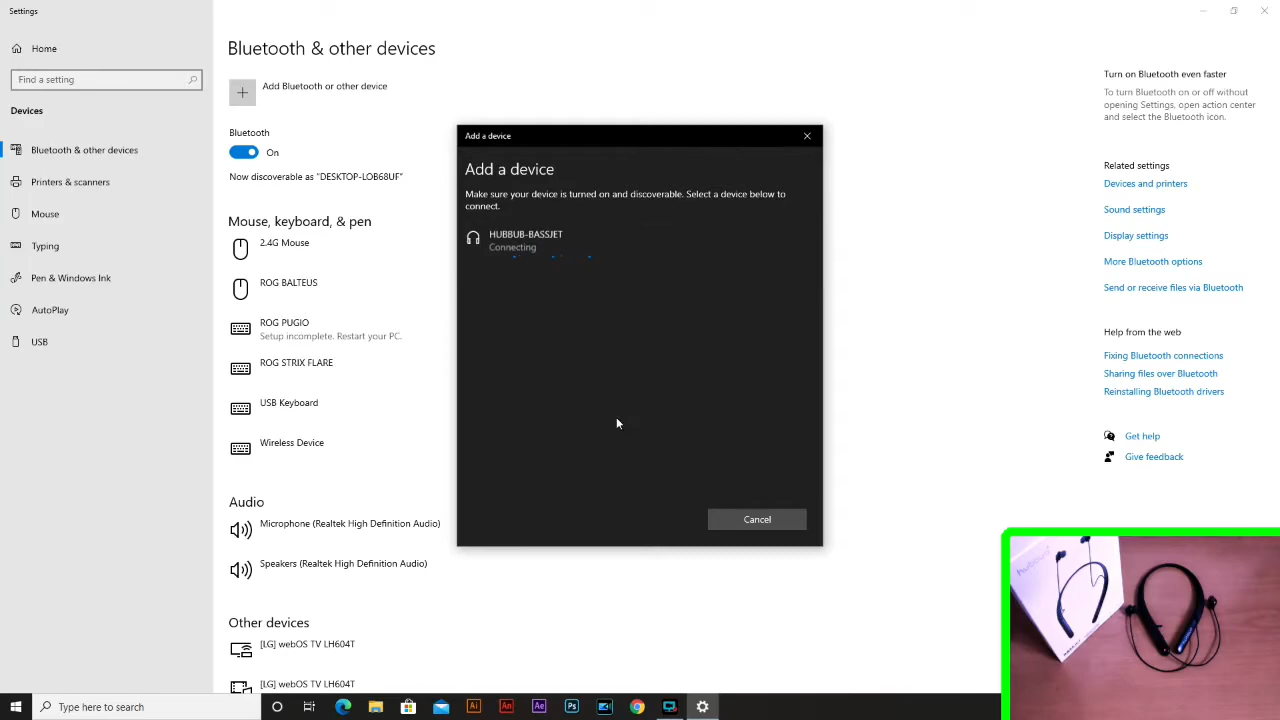 Settings
Home
Find a setting
Devices
Bluetooth & other devices
Printers & scanners
Mouse
Typing
Pen & Windows Ink
AutoPlay
USB
Bluetooth & other devices
Add Bluetooth or other device
Bluetooth
On
Now discoverable as "DESKTOP-LOB68UF"
Mouse, keyboard, & pen
2.4G Mouse
ROG BALTEUS
ROG PUGIO
Setup incomplete. Restart your PC.
ROG STRIX FLARE
USB Keyboard
Wireless Device
Audio
Microphone (Realtek High Definition Audio)
Speakers (Realtek High Definition Audio)
Other devices
[LG] webOS TV LH604T
[LG] webOS TV LH604T
Add a device
Add a device
Make sure your device is turned on and discoverable. Select a device below to
connect.
HUBBUB-BASSJET
Connecting
Cancel
Turn on Bluetooth even faster
To turn Bluetooth on or off without
opening Settings, open action center
and select the Bluetooth icon.
Related settings
Devices and printers
Sound settings
Display settings
More Bluetooth options
Send or receive files via Bluetooth
Help from the web
Fixing Bluetooth connections
Sharing files over Bluetooth
Reinstalling Bluetooth drivers
Get help
Give feedback
Type here to search
Ai
An
Ae
Ps